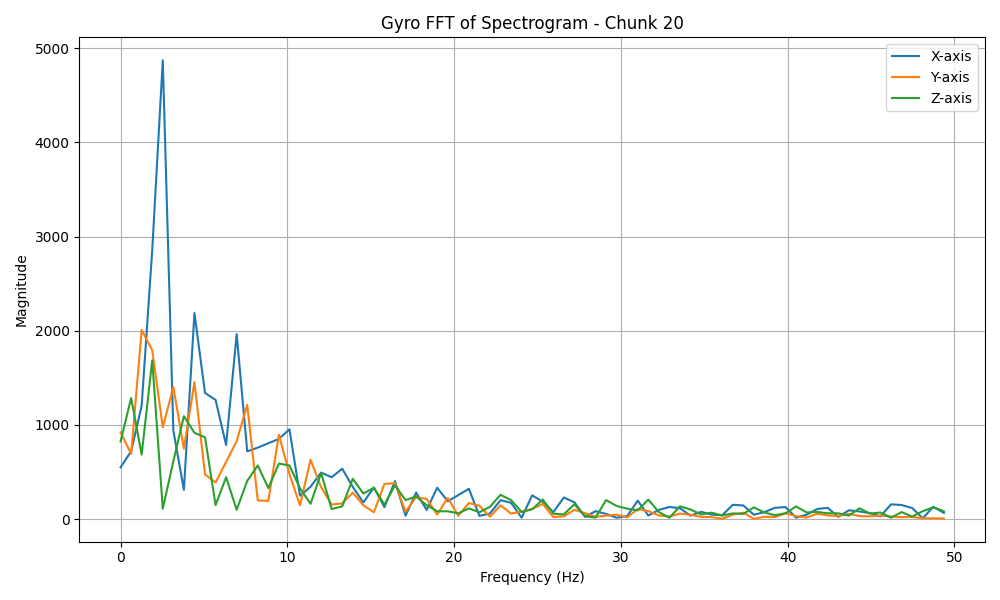 Gyro FFT of Spectrogram - Chunk 20
5000
4000
3000
2000
1000
0
Magnitude
X-axis
Y-axis
Z-axis
0 10 20 30 40 50
Frequency (Hz)